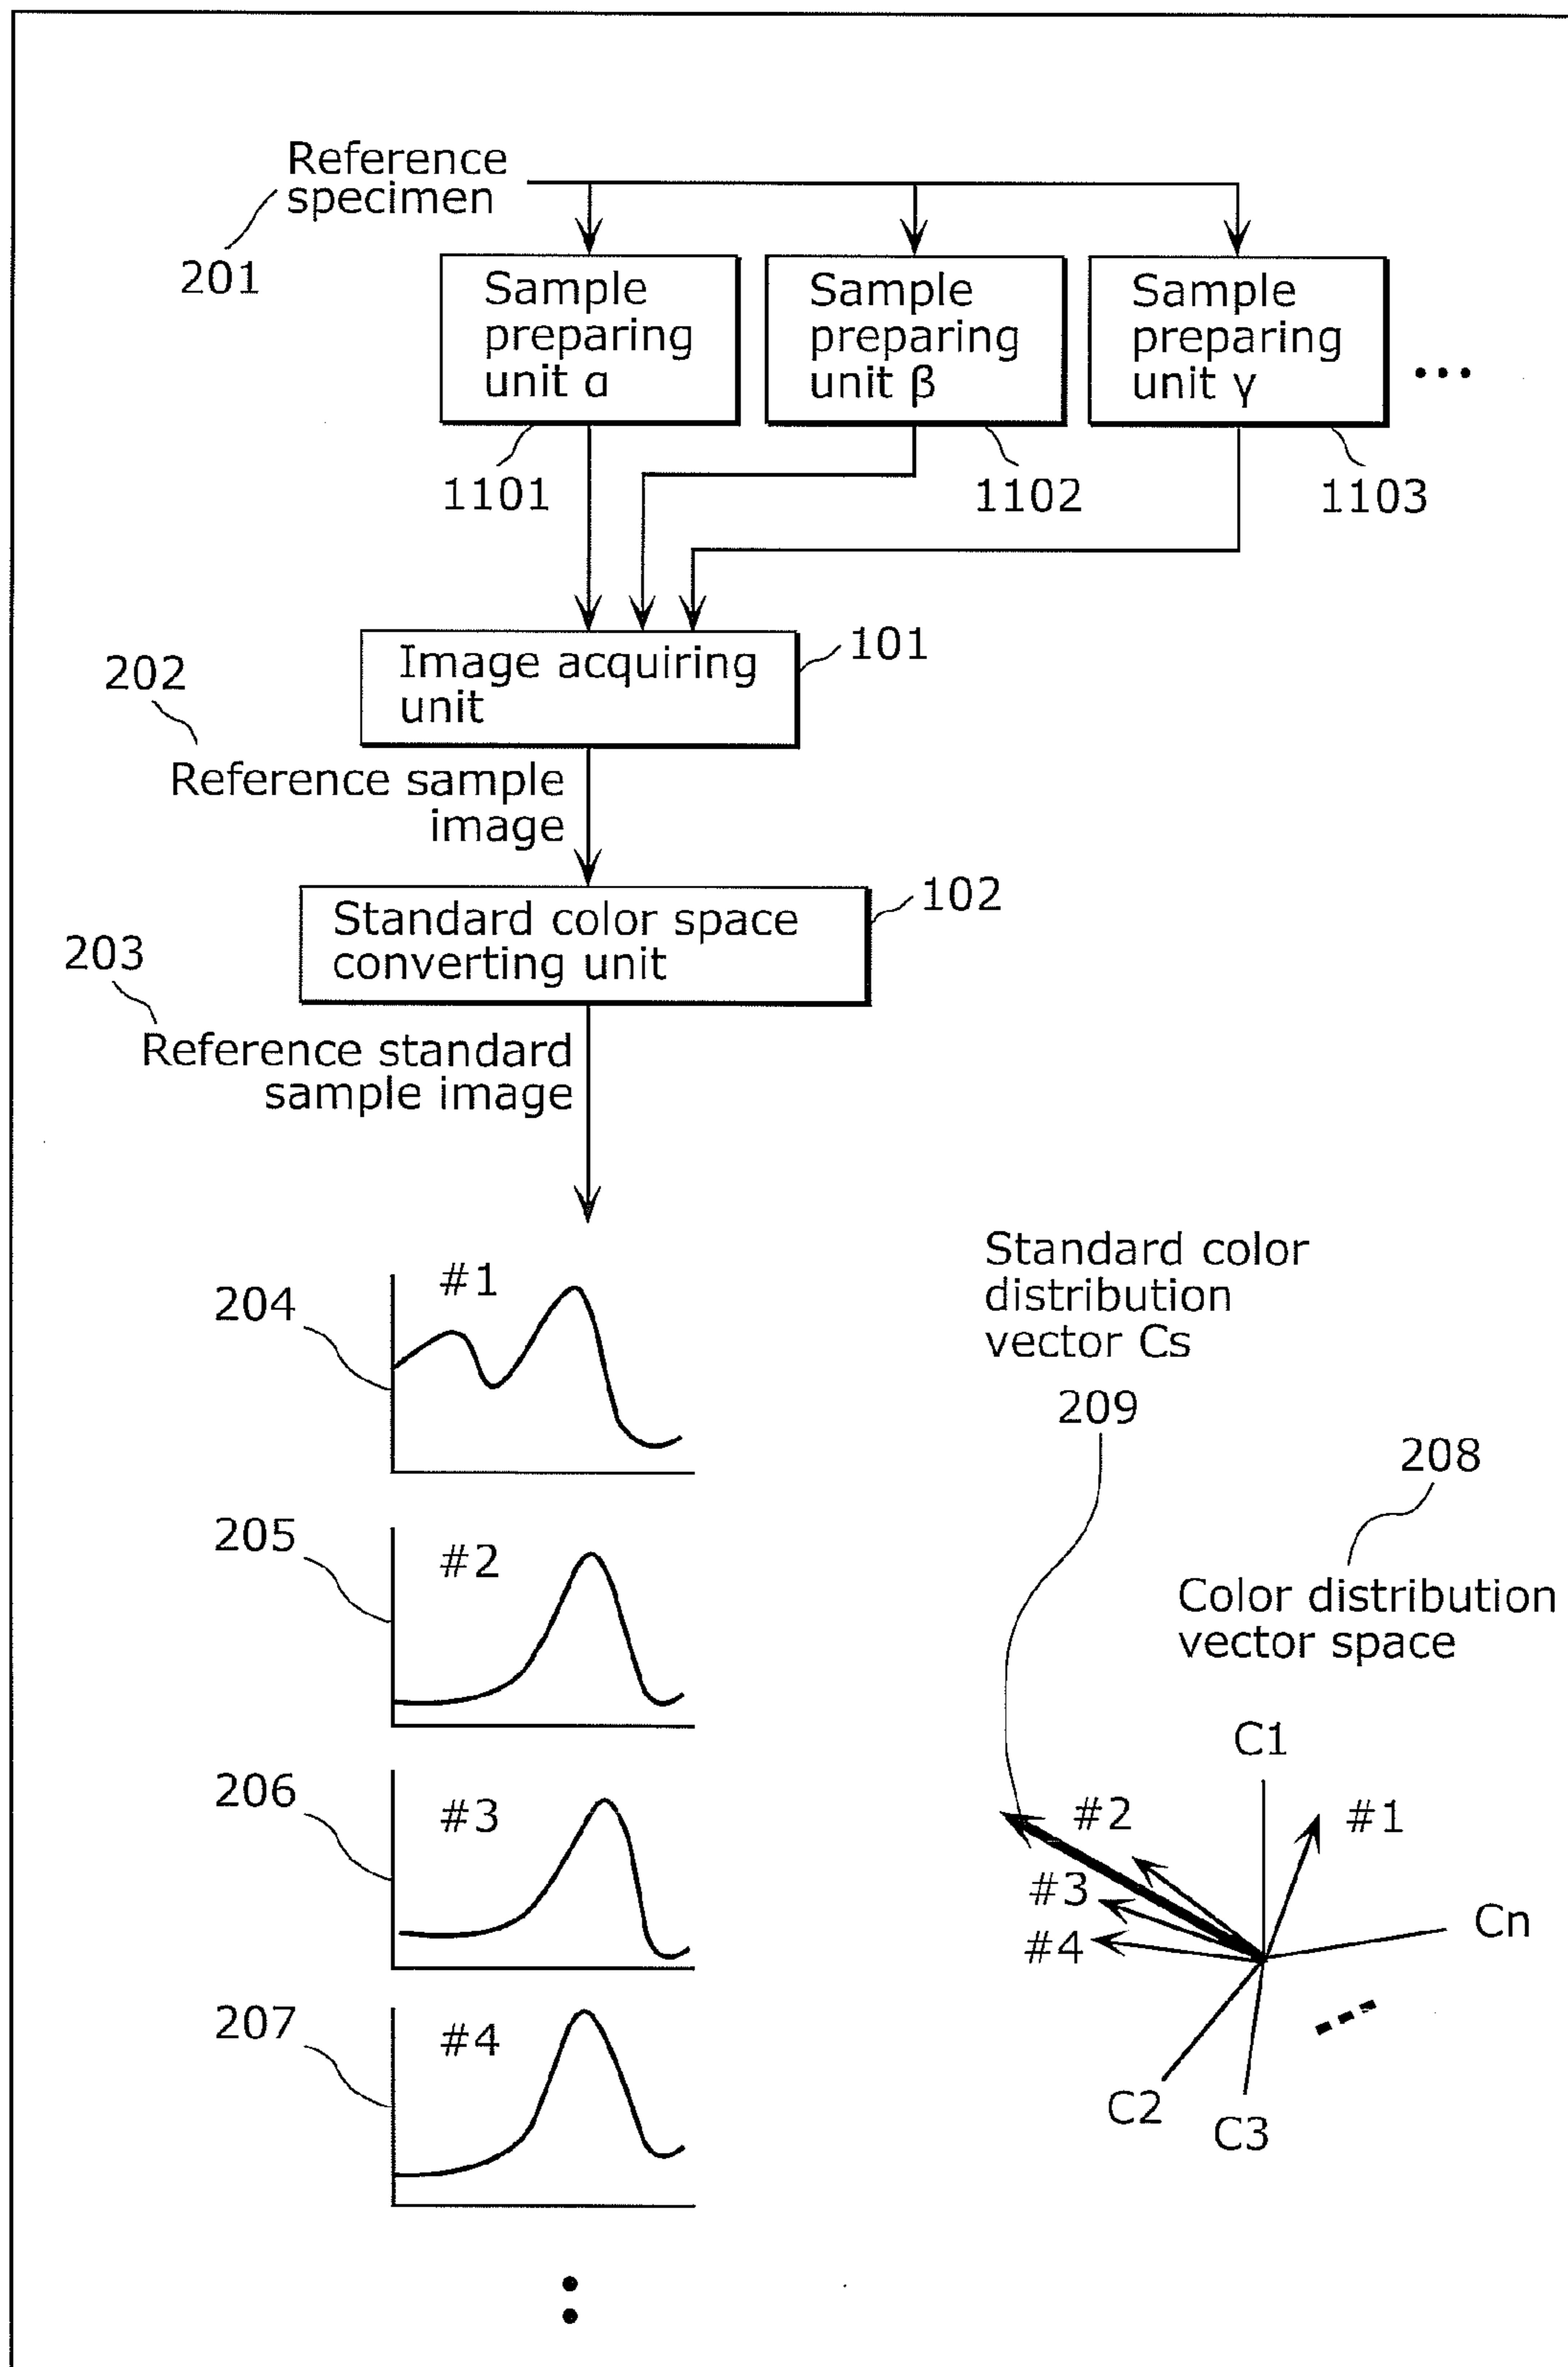 Reference
specimen
201
Sample
preparing
unit α
Sample
preparing
unit β
Sample
preparing
unit γ
...
1101
1102
1103
Image acquiring
unit
101
202
Reference sample
image
Standard color space
converting unit
102
203
Reference standard
sample image
204
#1
205
#2
206
#3
207
#4
Standard color
distribution
vector Cs
209
208
Color distribution
vector space
C1
#2
#1
#3
Cn
#4
C2
C3